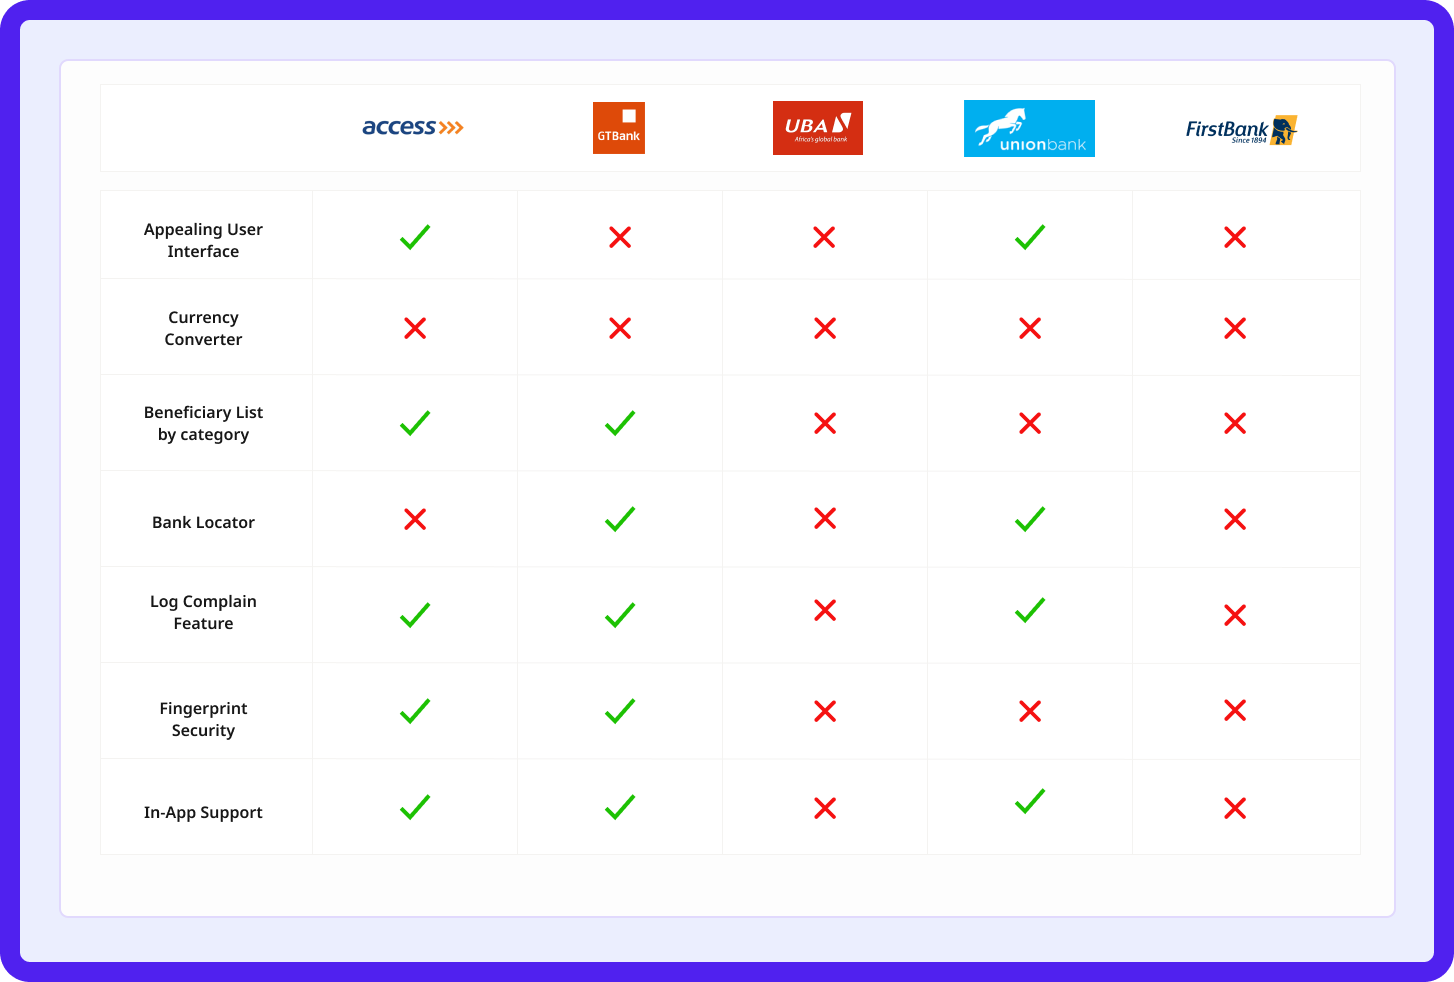 access
GTBank
UBA
Africa's global bank
unionbank
FirstBank
Since 1894
Appealing User
Interface
Currency
Converter
Beneficiary List
by category
Bank Locator
Log Complain
Feature
Fingerprint
Security
In-App Support